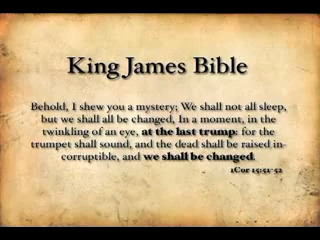 King James Bible
Behold, I shew you a mystery; We shall not all sleep,
but we shall all be changed, In a moment, in the
twinkling of an eye, at the last trump: for the
trumpet shall sound, and the dead shall be raised in-
corruptible, and we shall be changed.
1Cor 15:51-52